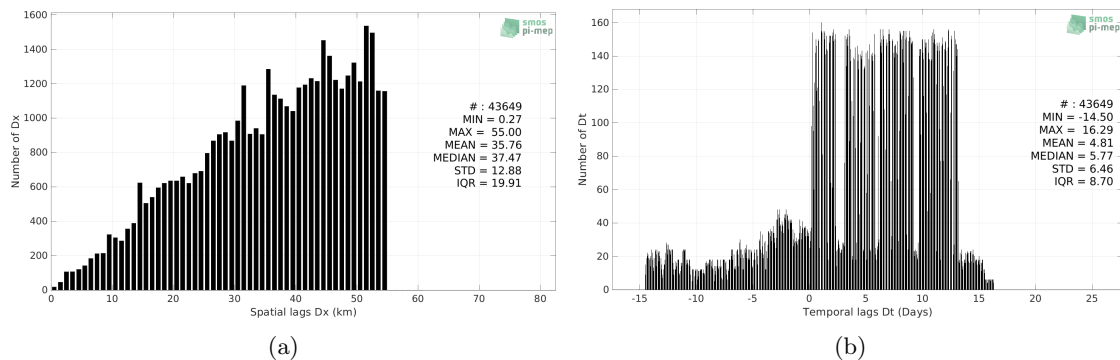 1600
1400
1200
1000
800
600
400
200
0
Number of Dx
0 10 20 30 40 50 60 70 80
Spatial lags Dx (km)
smos
pi-mep
# : 43649
MIN = 0.27
MAX = 55.00
MEAN = 35.76
MEDIAN = 37.47
STD = 12.88
IQR = 19.91
(a)
160
140
120
100
80
60
40
20
0
Number of Dt
-15 -10 -5 0 5 10 15 20 25
Temporal lags Dt (Days)
smos
pi-mep
# : 43649
MIN = -14.50
MAX = 16.29
MEAN = 4.81
MEDIAN = 5.77
STD = 6.46
IQR = 8.70
(b)